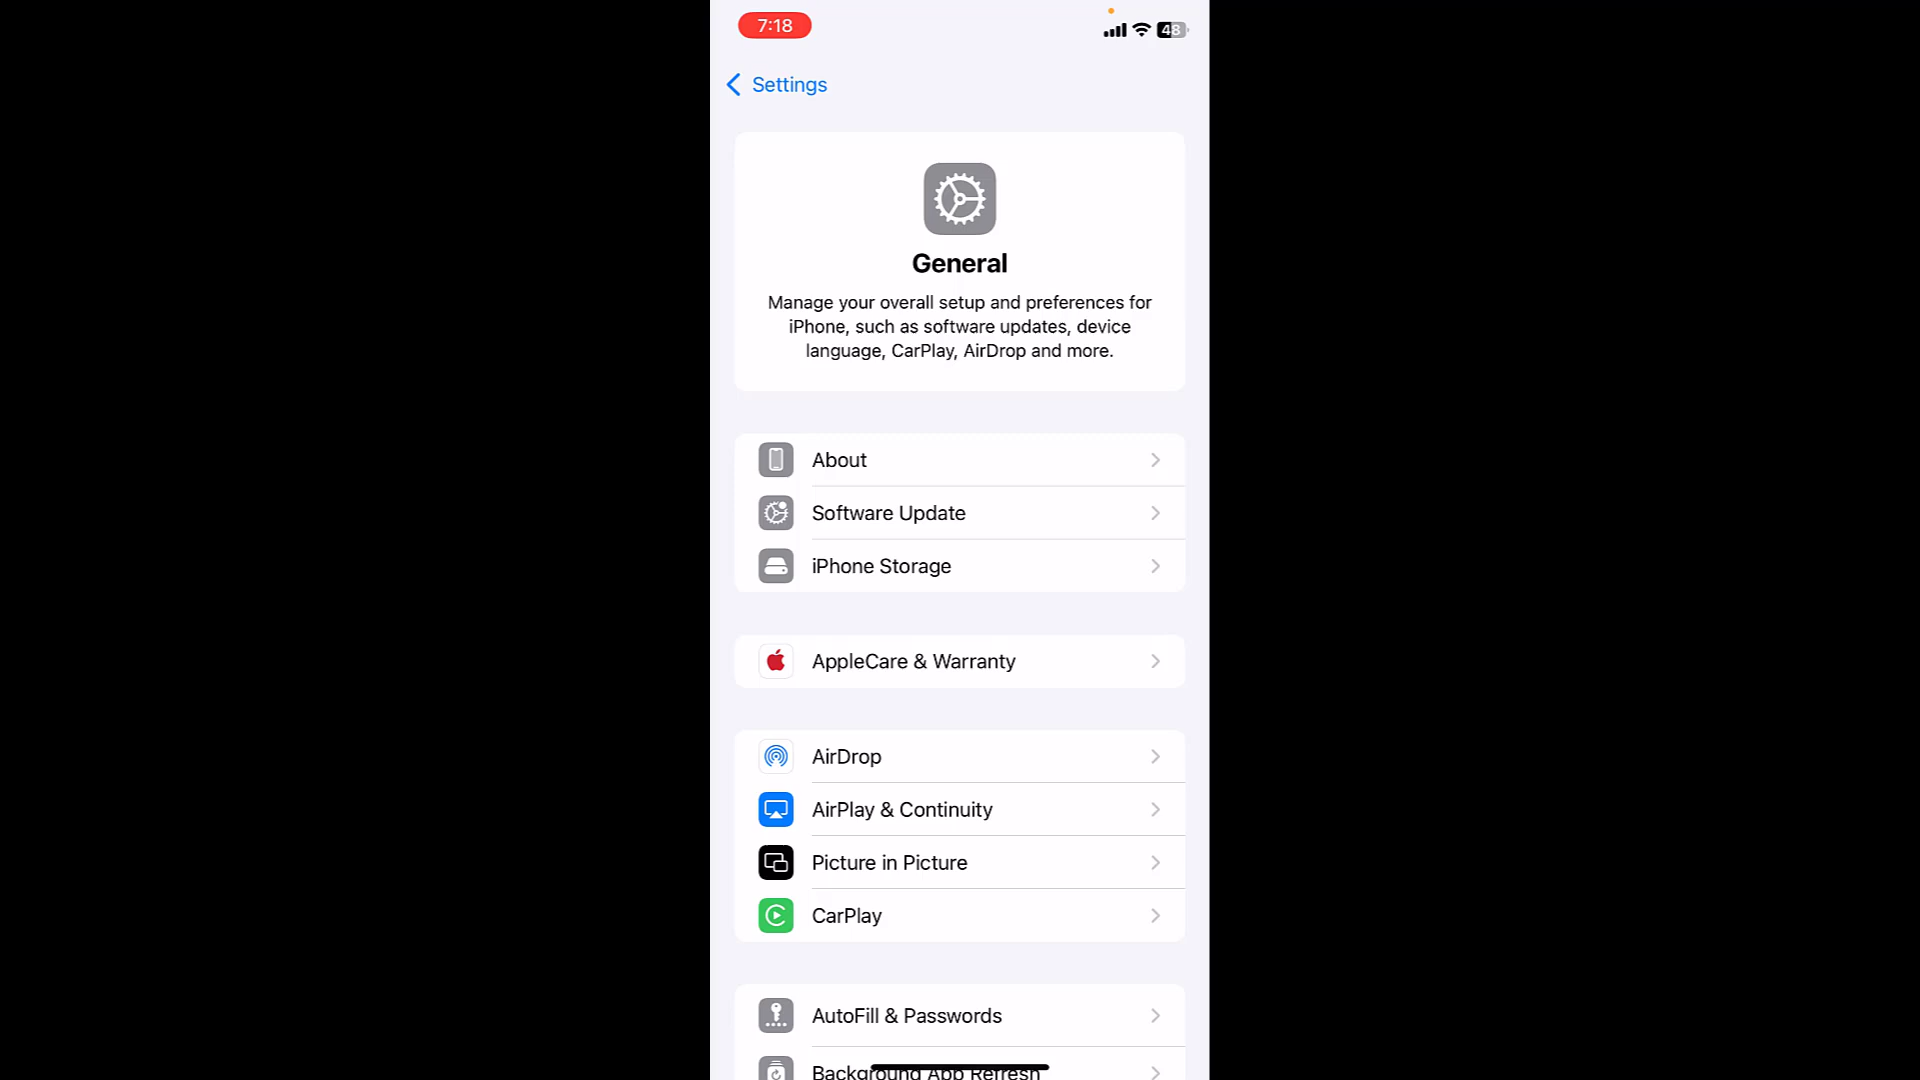 7:18
48
Settings
General
Manage your overall setup and preferences for
iPhone, such as software updates, device
language, CarPlay, AirDrop and more.
About
Software Update
iPhone Storage
AppleCare & Warranty
AirDrop
AirPlay & Continuity
Picture in Picture
CarPlay
AutoFill & Passwords
Background App Refresh